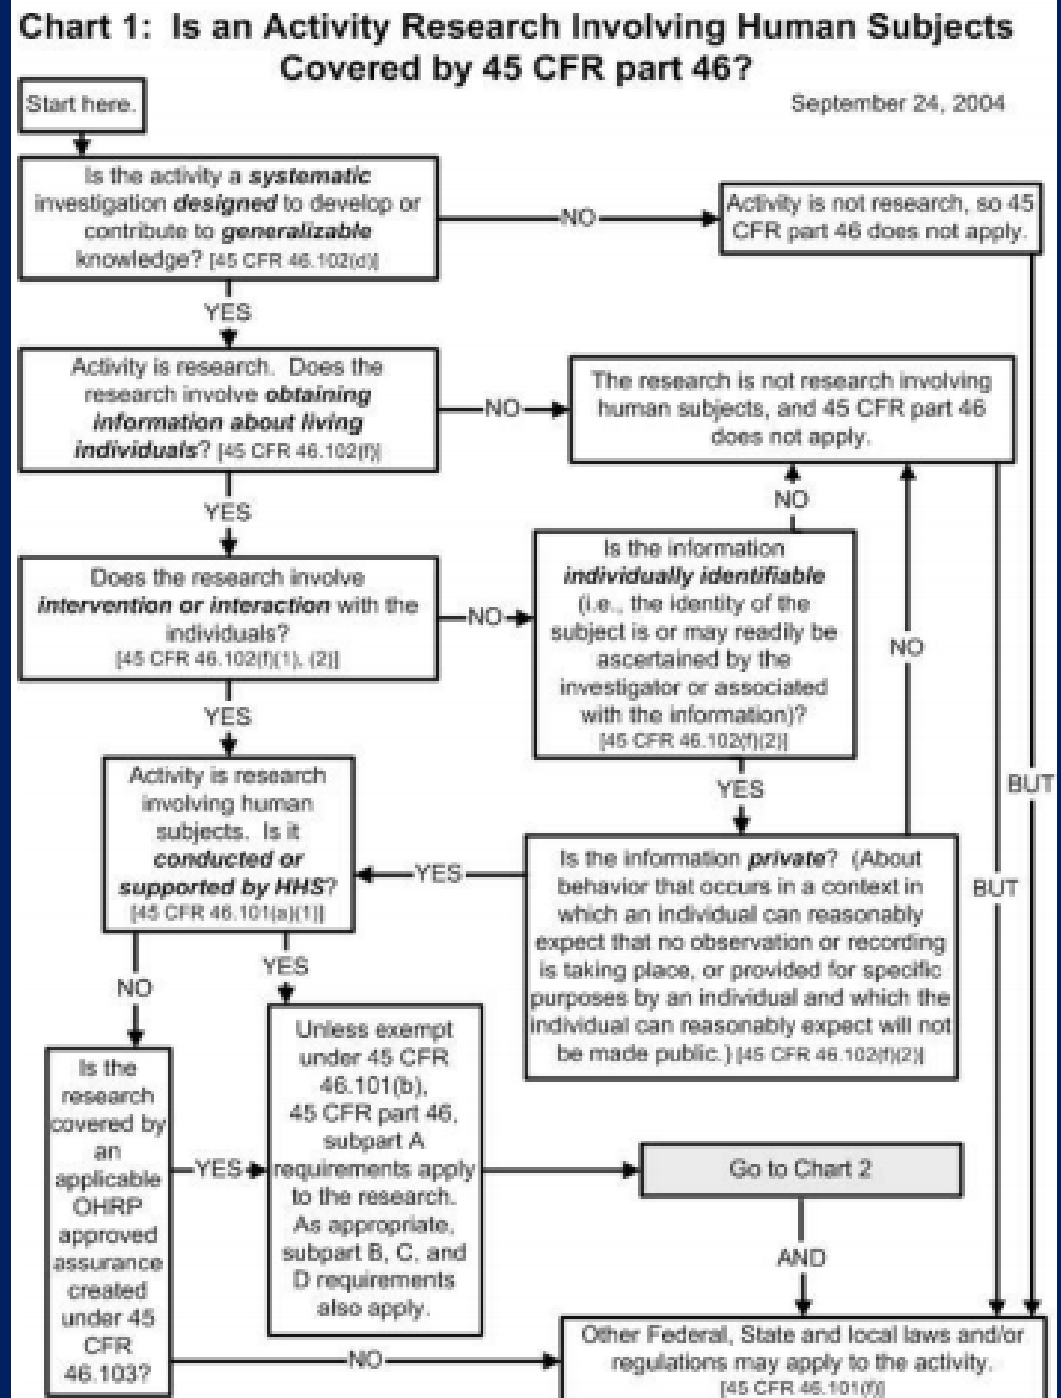 Chart 1: Is an Activity Research Involving Human Subjects
Covered by 45 CFR part 46?
Start here.
September 24, 2004
Is the activity a systematic
investigation designed to develop or
contribute to generalizable
knowledge? [45 CFR 46.102(d)]
NO
Activity is not research, so 45
CFR part 46 does not apply.
YES
Activity is research. Does the
research involve obtaining
information about living
individuals? [45 CFR 46.102(f)]
NO
The research is not research involving
human subjects, and 45 CFR part 46
does not apply.
YES
NO
Does the research involve
intervention or interaction with the
individuals?
[45 CFR 46.102(f)(1), (2)]
NO
Is the information
individually identifiable
(i.e., the identity of the
subject is or may readily be
ascertained by the
investigator or associated
with the information)?
[45 CFR 46.102(f)(2)]
NO
YES
YES
BUT
Activity is research
involving human
subjects. Is it
conducted or
supported by HHS?
[45 CFR 46.101(a)(1)]
YES
Is the information private? (About
behavior that occurs in a context in
which an individual can reasonably
expect that no observation or recording
is taking place, or provided for specific
purposes by an individual and which the
individual can reasonably expect will not
be made public.) [45 CFR 46.102(f)(2)]
BUT
NO
YES
Is the
research
covered by
an
applicable
OHRP
approved
assurance
created
under 45
CFR
46.103?
YES
Unless exempt
under 45 CFR
46.101(b),
45 CFR part 46,
subpart A
requirements apply
to the research.
As appropriate,
subpart B, C, and
D requirements
also apply.
Go to Chart 2
AND
NO
Other Federal, State and local laws and/or
regulations may apply to the activity.
[45 CFR 46.101(f)]